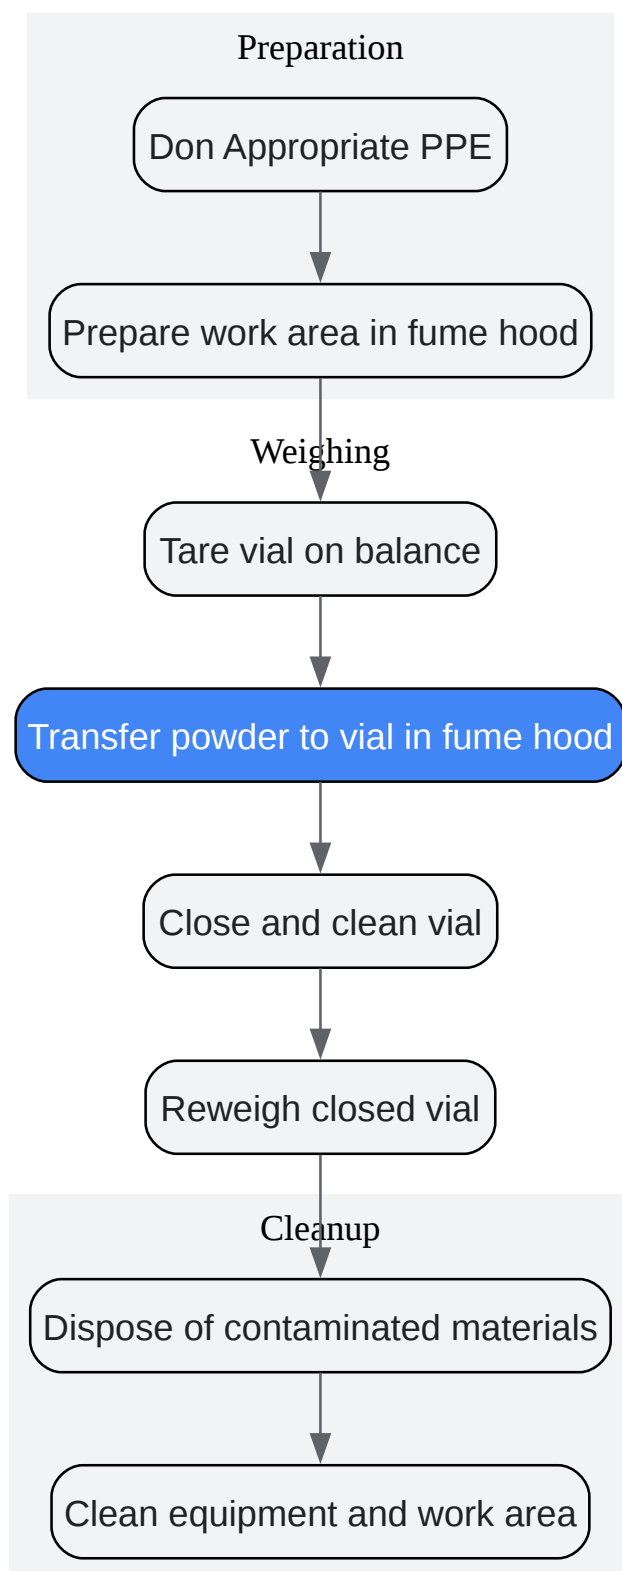 Preparation
Don Appropriate PPE
Prepare work area in fume hood
Weighing
Tare vial on balance
Transfer powder to vial in fume hood
Close and clean vial
Reweigh closed vial
Cleanup
Dispose of contaminated materials
Clean equipment and work area